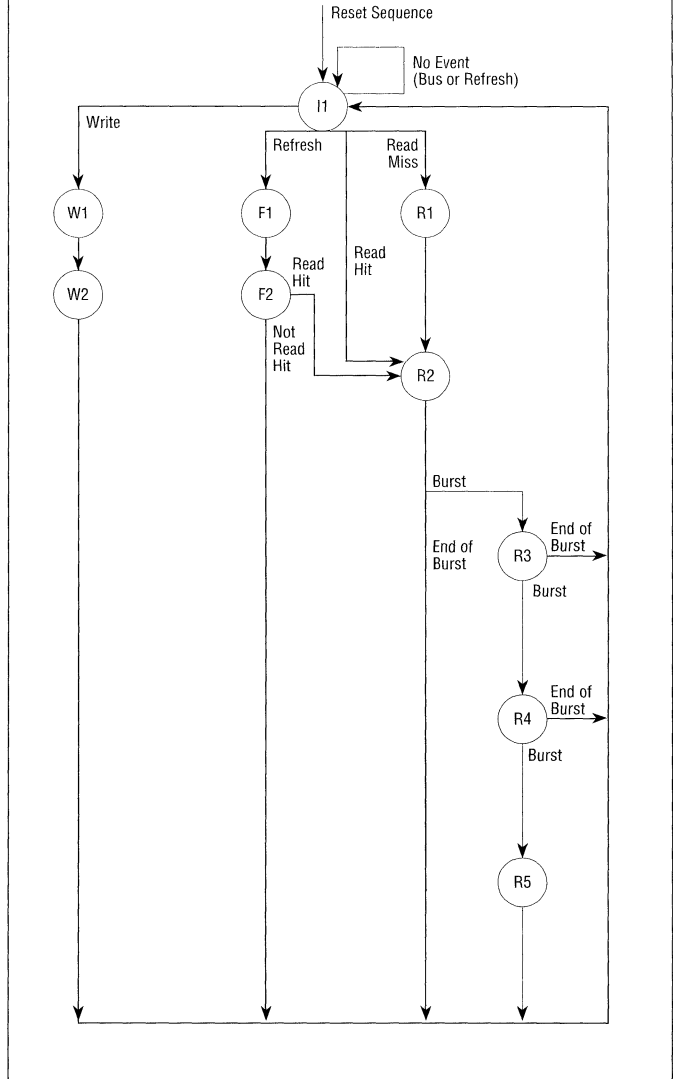 Reset Sequence
No Event
(Bus or Refresh)
I1
Write
Refresh
Read
Miss
W1
F1
R1
Read
Hit
Read
Hit
W2
F2
Not
Read
Hit
R2
Burst
End of
Burst
R3
End of
Burst
Burst
R4
End of
Burst
Burst
R5